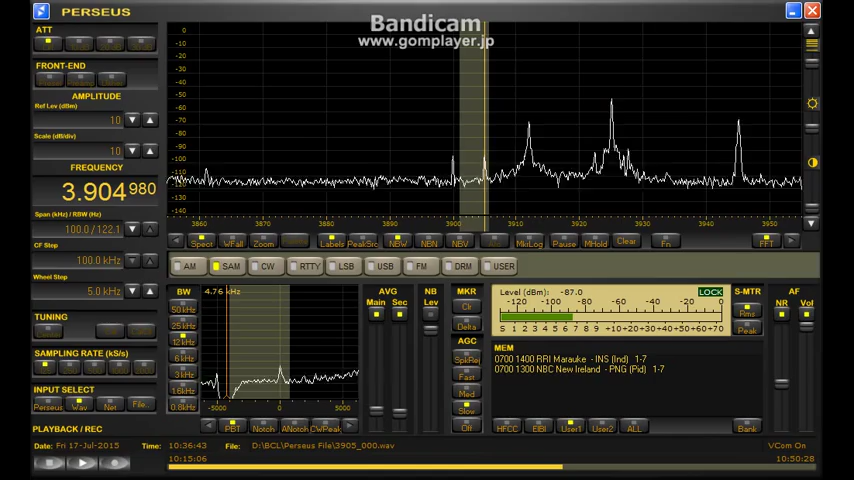 PERSEUS
Bandicam
www.gomplayer.jp
ATT
FRONT-END
Presel Preamp Dither
AMPLITUDE
Ref Lev (dBm)
10
Scale (dB/div)
10
FREQUENCY
3.904 980
Span (kHz) / RBW (Hz)
100.0 / 122.1
CF Step
100.0 kHz
Wheel Step
5.0 kHz
TUNING
Center
SAMPLING RATE (kS/s)
INPUT SELECT
Perseus Wav Net File..
PLAYBACK / REC
0
-10
-20
-30
-40
-50
-60
-70
-80
-90
-100
-110
-120
-130
-140
3860 3870 3880 3890 3900 3910 3920 3930 3940 3950
Spect WFall Zoom Labels PeakSrc NBW NBN NBV MkrLog Pause MHold Clear Fn FFT
AM SAM CW RTTY LSB USB FM DRM USER
BW
50kHz
25 kHz
12 kHz
6 kHz
3 kHz
1.6kHz
0.8kHz
4.76 kHz
-5000 0 5000
PBT Notch ANotch CWPeak
AVG
Main Sec
NB
Lev
MKR
Clr
Delta
AGC
SpkRej
Fast
Med
Slow
Off
Level (dBm): -87.0 LOCK
-120 -100 -80 -60 -40 -20 0
S 1 2 3 4 5 6 7 8 9 +10 +20 +30 +40 +50 +60 +70
MEM
0700 1400 RRI Marauke - INS (Ind) 1-7
0700 1300 NBC New Ireland - PNG (Pid) 1-7
HFCC EIBI User1 User2 ALL Bank
S-MTR
Rms
Peak
AF
NR Vol
Date: Fri 17-Jul-2015 Time: 10:36:43 File: D:\BCL\Perseus File\3905_000.wav VCom On
10:15:06 10:50:28